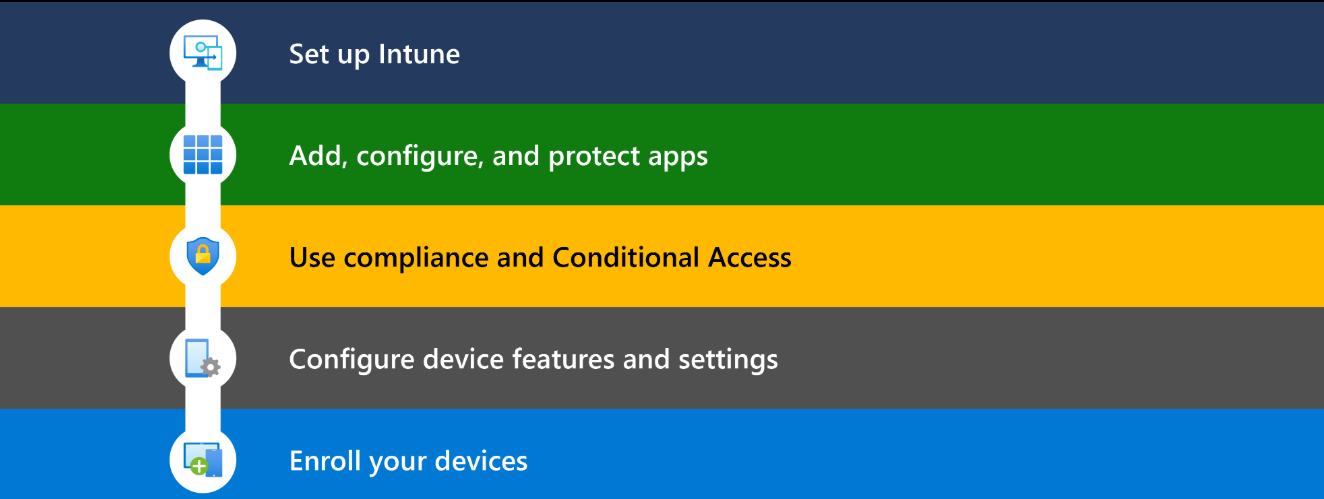 Set up Intune
Add, configure, and protect apps
Use compliance and Conditional Access
Configure device features and settings
Enroll your devices